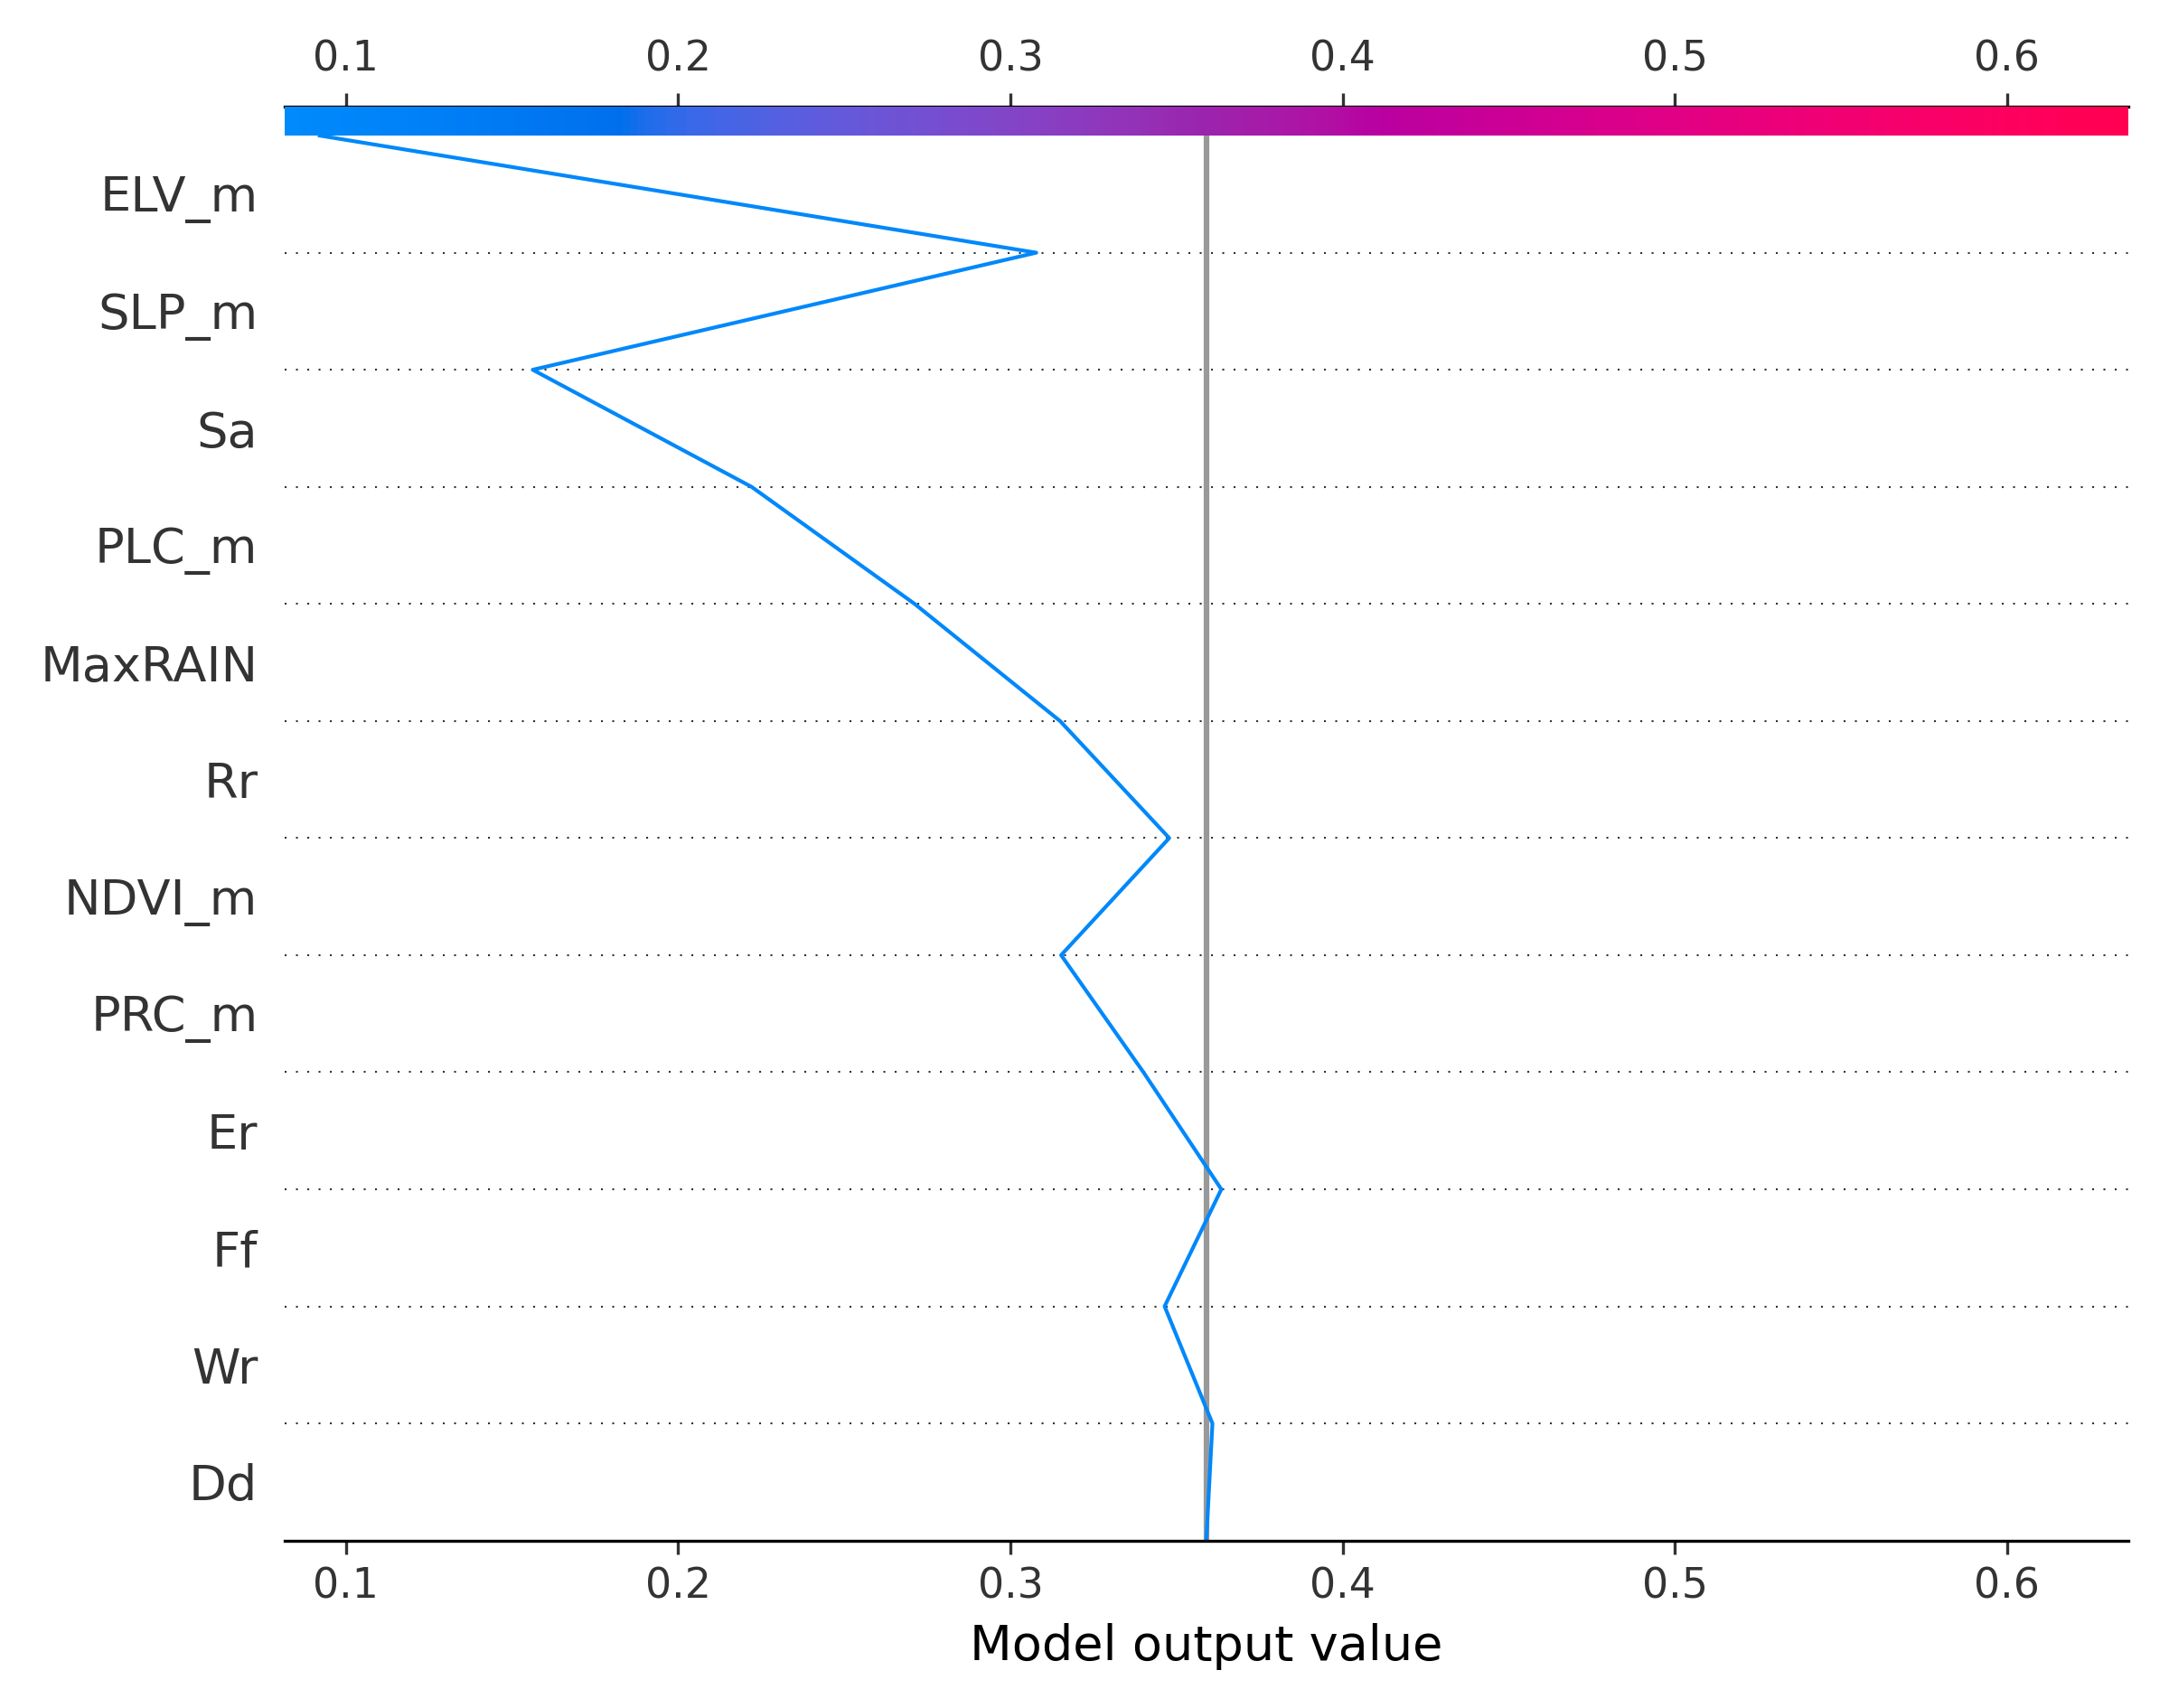 0.1 0.2 0.3 0.4 0.5 0.6
ELV_m
SLP_m
Sa
PLC_m
MaxRAIN
Rr
NDVI_m
PRC_m
Er
Ff
Wr
Dd
0.1 0.2 0.3 0.4 0.5 0.6
Model output value